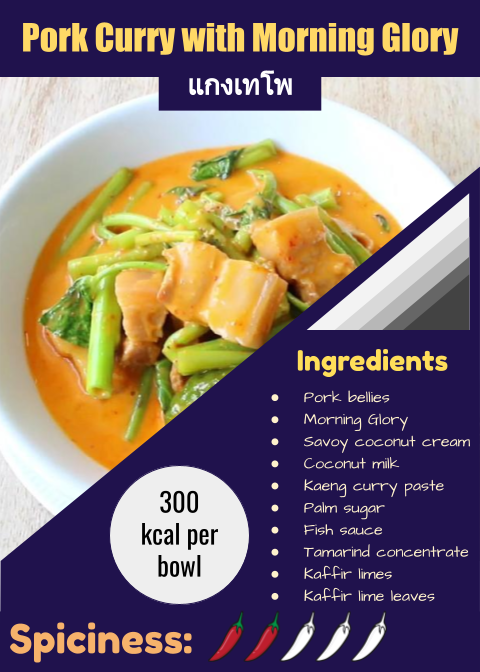 Pork Curry with Morning Glory
แกงเทโพ
300
kcal per
bowl
Ingredients
Pork bellies
Morning Glory
Savoy coconut cream
Coconut milk
Kaeng curry paste
Palm sugar
Fish sauce
Tamarind concentrate
Kaffir limes
Kaffir lime leaves
Spiciness: